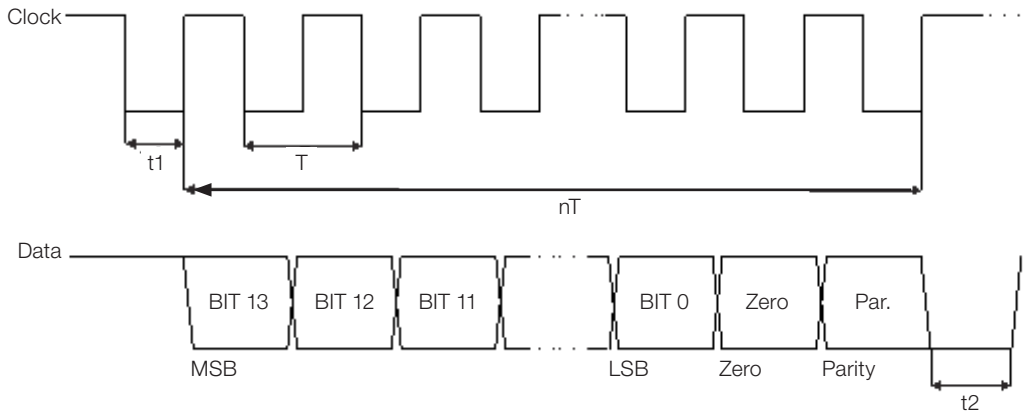 Clock
t1
T
nT
Data
BIT 13 BIT 12 BIT 11 BIT 0 Zero Par.
MSB LSB Zero Parity
t2